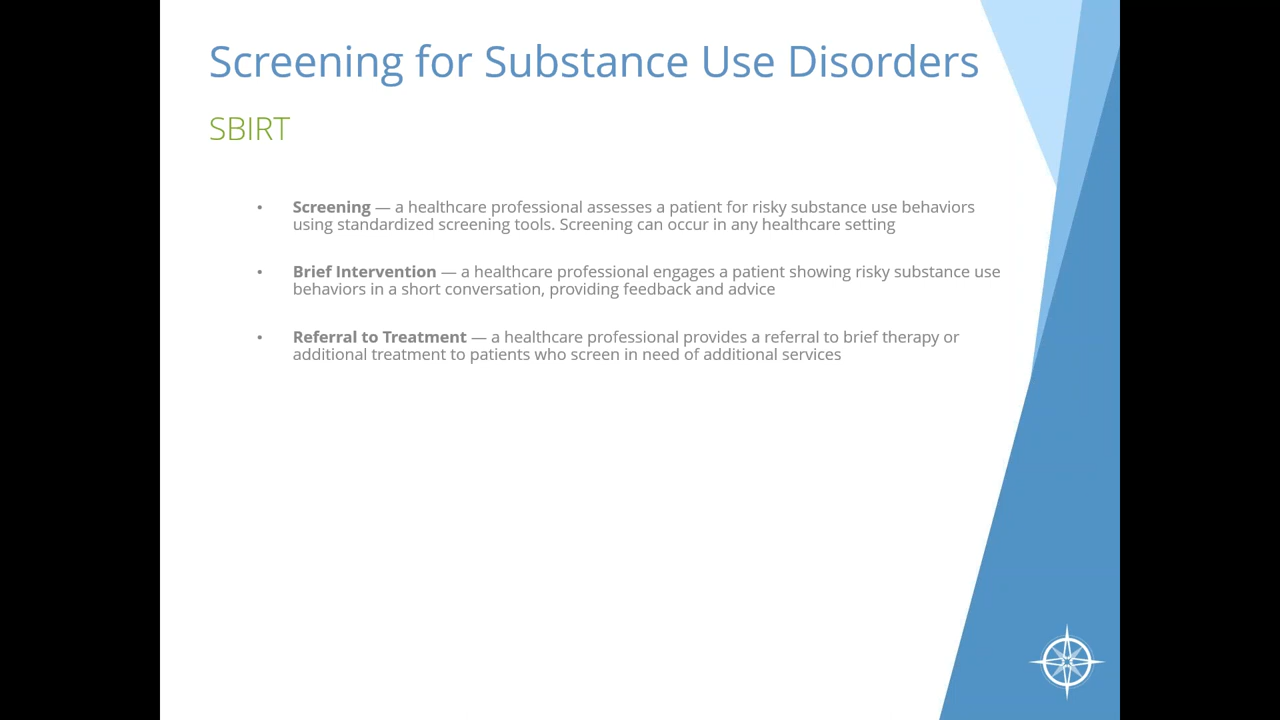 Screening for Substance Use Disorders
SBIRT
• Screening — a healthcare professional assesses a patient for risky substance use behaviors
using standardized screening tools. Screening can occur in any healthcare setting
• Brief Intervention — a healthcare professional engages a patient showing risky substance use
behaviors in a short conversation, providing feedback and advice
• Referral to Treatment — a healthcare professional provides a referral to brief therapy or
additional treatment to patients who screen in need of additional services